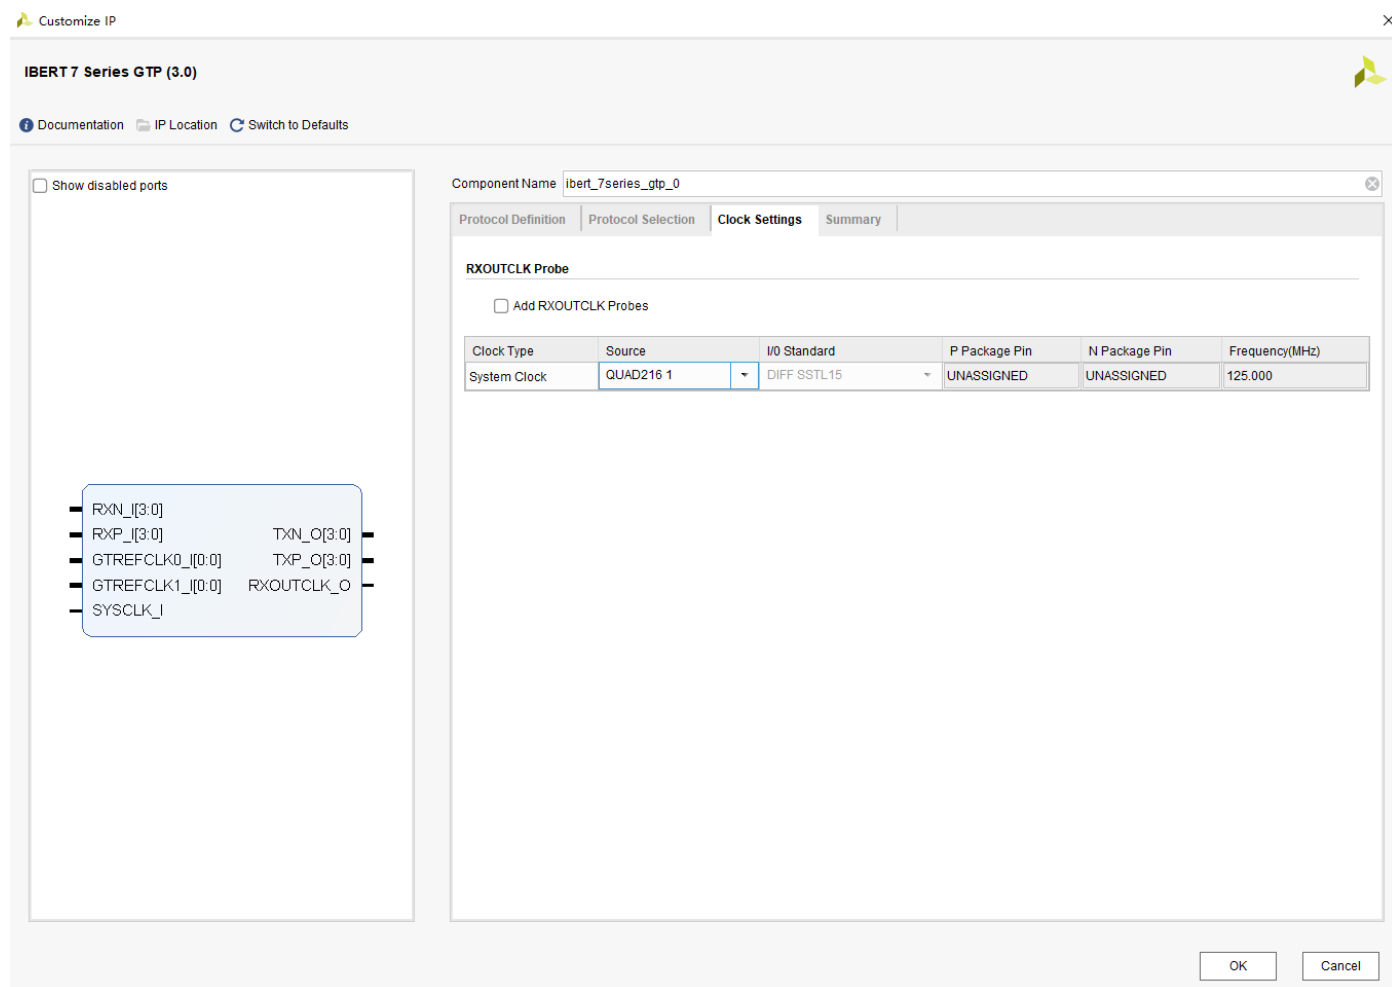 Customize IP
IBERT 7 Series GTP (3.0)
Documentation IP Location Switch to Defaults
Show disabled ports
RXN_I[3:0]
RXP_I[3:0] TXN_O[3:0]
GTREFCLK0_I[0:0] TXP_O[3:0]
GTREFCLK1_I[0:0] RXOUTCLK_O
SYSCLK_I
Component Name ibert_7series_gtp_0
Protocol Definition Protocol Selection Clock Settings Summary
RXOUTCLK Probe
Add RXOUTCLK Probes
Clock Type Source I/0 Standard P Package Pin N Package Pin Frequency(MHz)
System Clock QUAD216 1 DIFF SSTL15 UNASSIGNED UNASSIGNED 125.000
OK Cancel